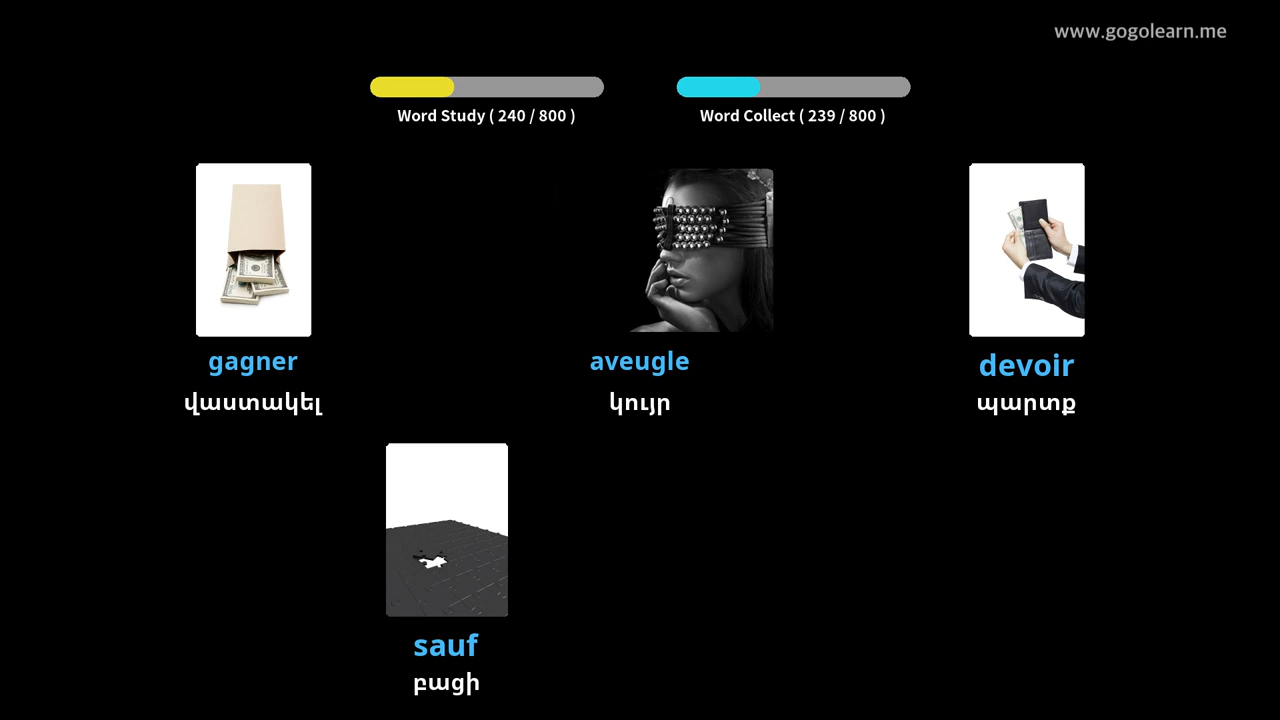 www.gogolearn.me
Word Study ( 240 / 800 )
Word Collect ( 239 / 800 )
gagner
վաստակել
aveugle
կույր
devoir
պարտք
sauf
բացի